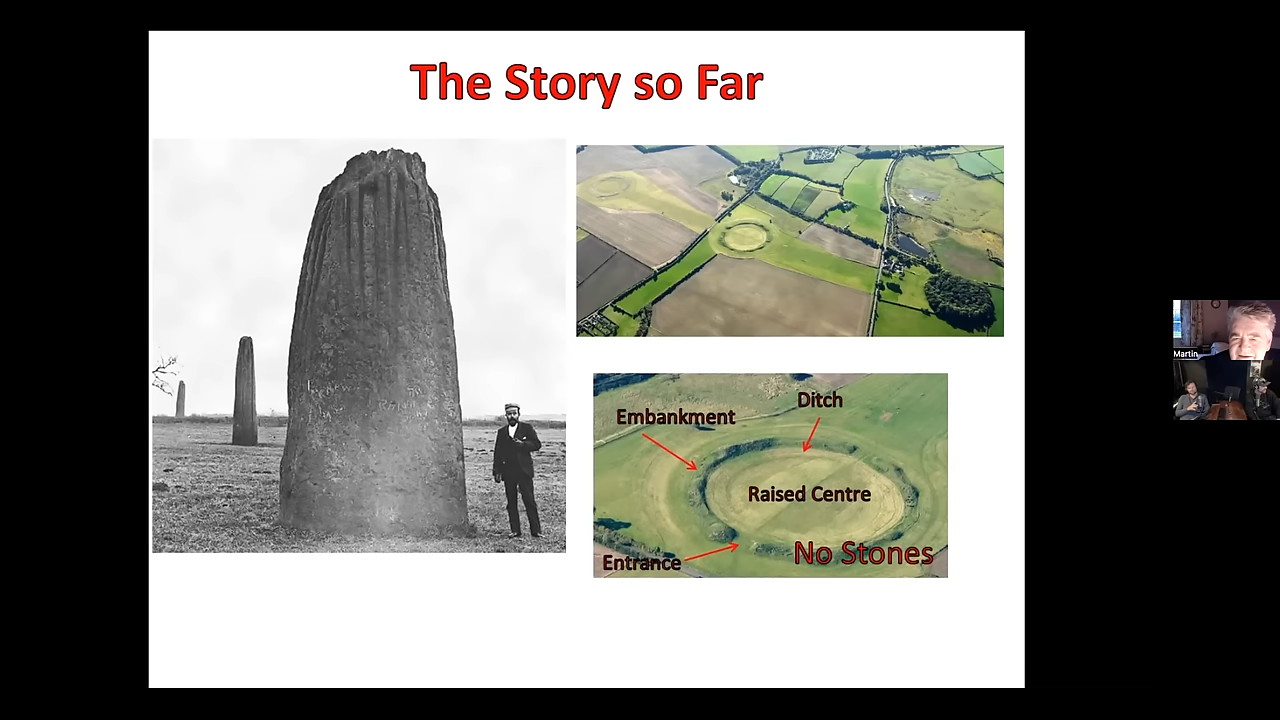 The Story so Far
Embankment
Ditch
Raised Centre
Entrance
No Stones
Martin